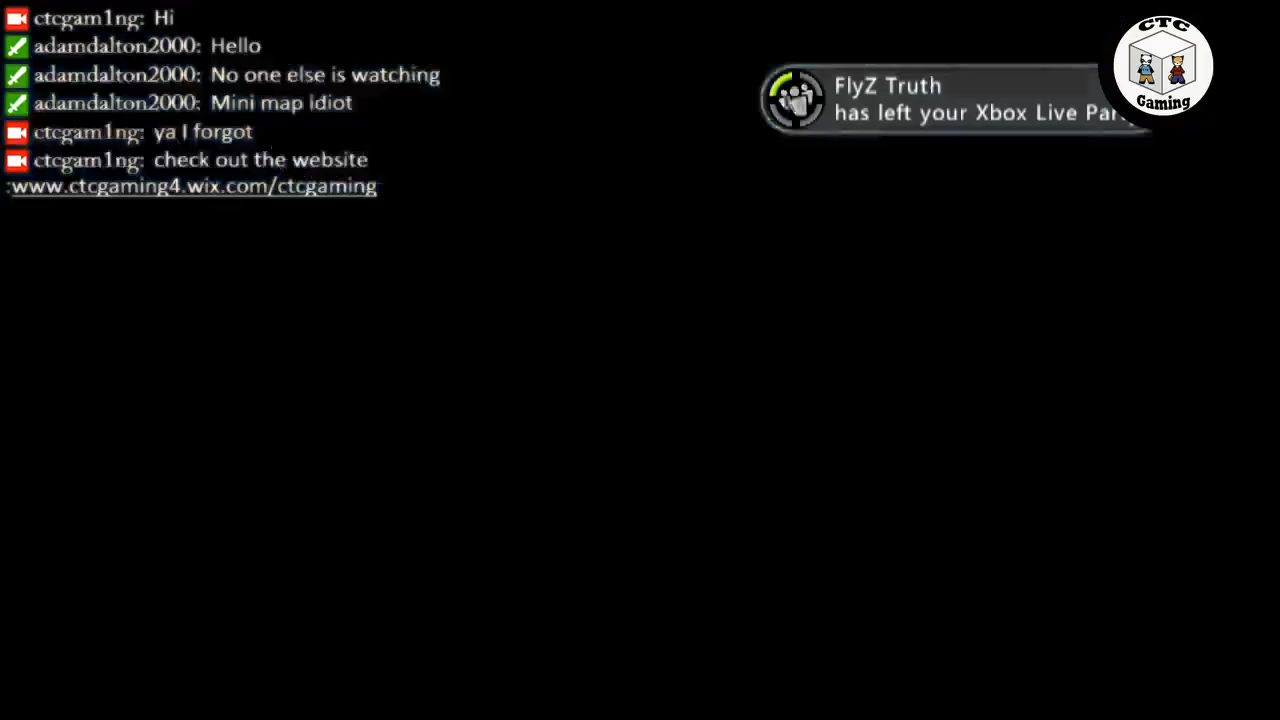 ctcgam1ng: Hi
adamdalton2000: Hello
adamdalton2000: No one else is watching
adamdalton2000: Mini map idiot
ctcgam1ng: ya I forgot
ctcgam1ng: check out the website
:www.ctcgaming4.wix.com/ctcgaming
FlyZ Truth
has left your Xbox Live Party
CTC
Gaming